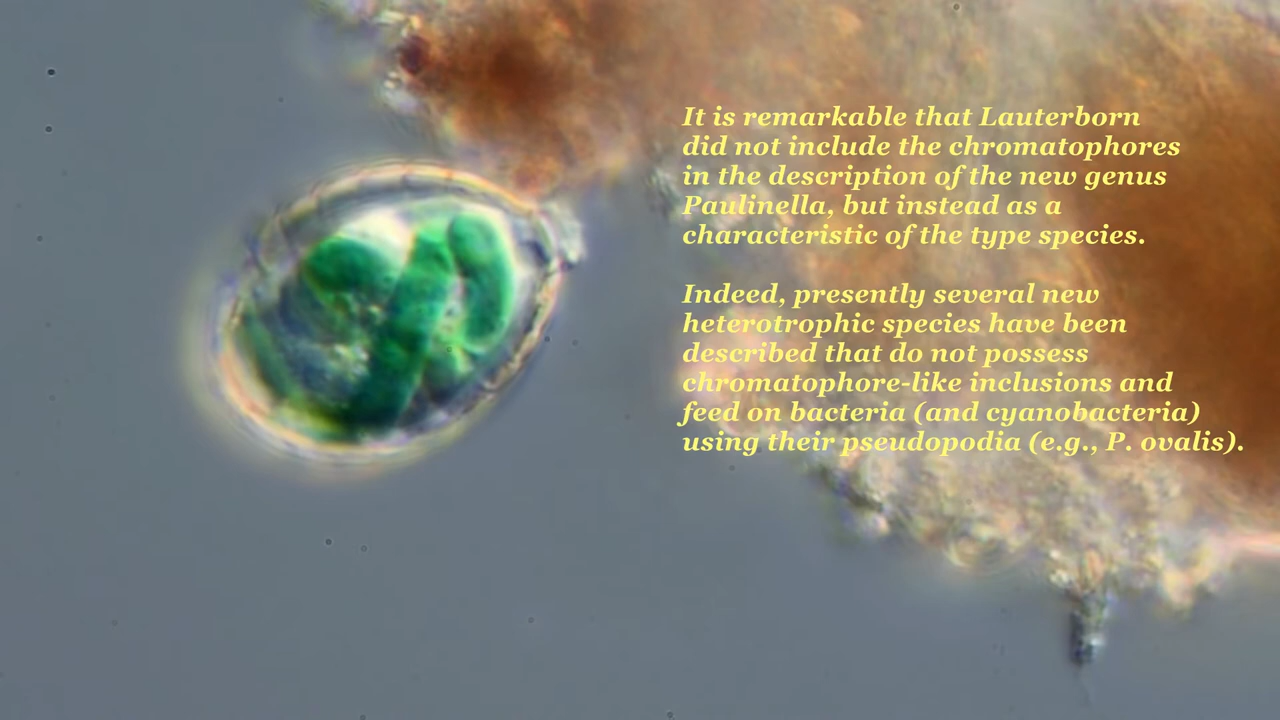 It is remarkable that Lauterborn
did not include the chromatophores
in the description of the new genus
Paulinella, but instead as a
characteristic of the type species.
Indeed, presently several new
heterotrophic species have been
described that do not possess
chromatophore-like inclusions and
feed on bacteria (and cyanobacteria)
using their pseudopodia (e.g., P. ovalis).